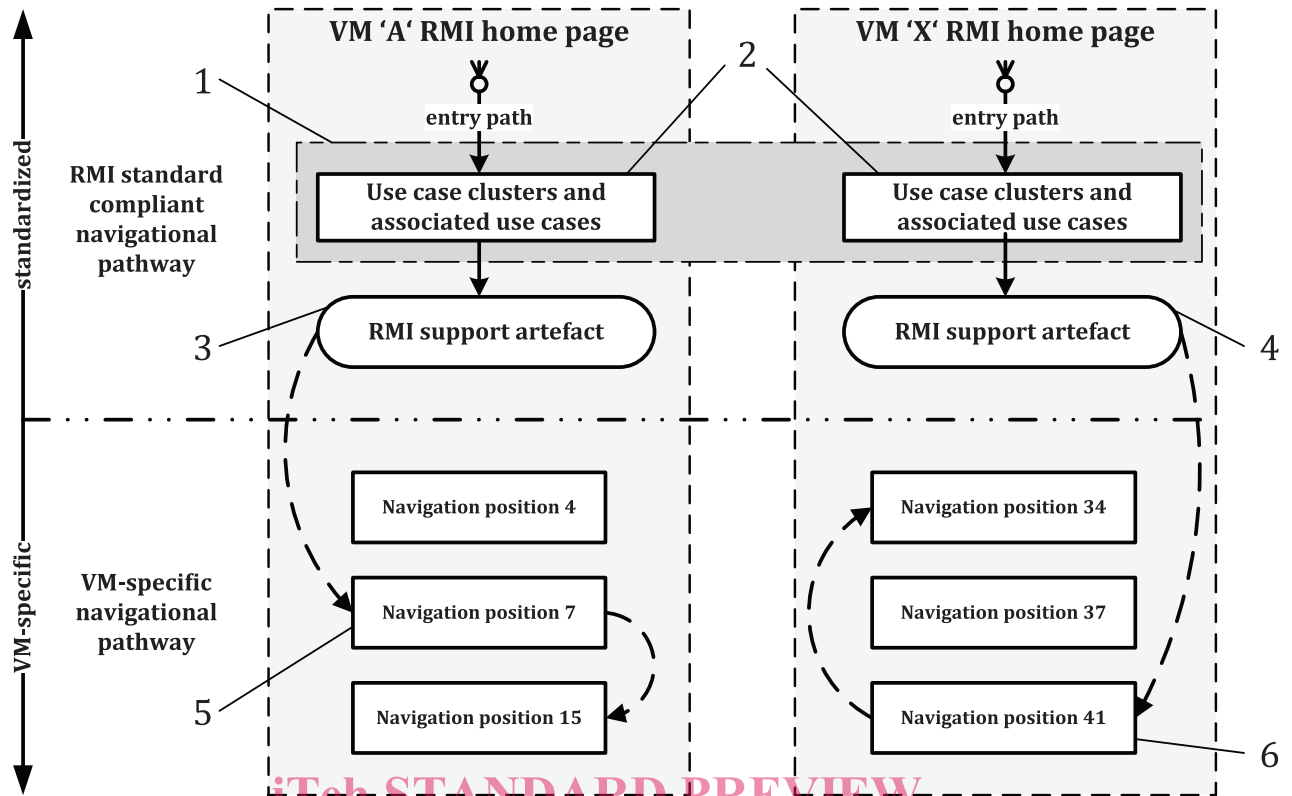 VM ‘A‘ RMI home page
VM ‘X‘ RMI home page
1
2
entry path
entry path
standardized
RMI standard
compliant
navigational
pathway
Use case clusters and
associated use cases
Use case clusters and
associated use cases
3
RMI support artefact
RMI support artefact
4
VM-specific
VM-specific
navigational
pathway
Navigation position 4
Navigation position 34
Navigation position 7
Navigation position 37
5
Navigation position 15
Navigation position 41
6
iTeh STANDARD PREVIEW